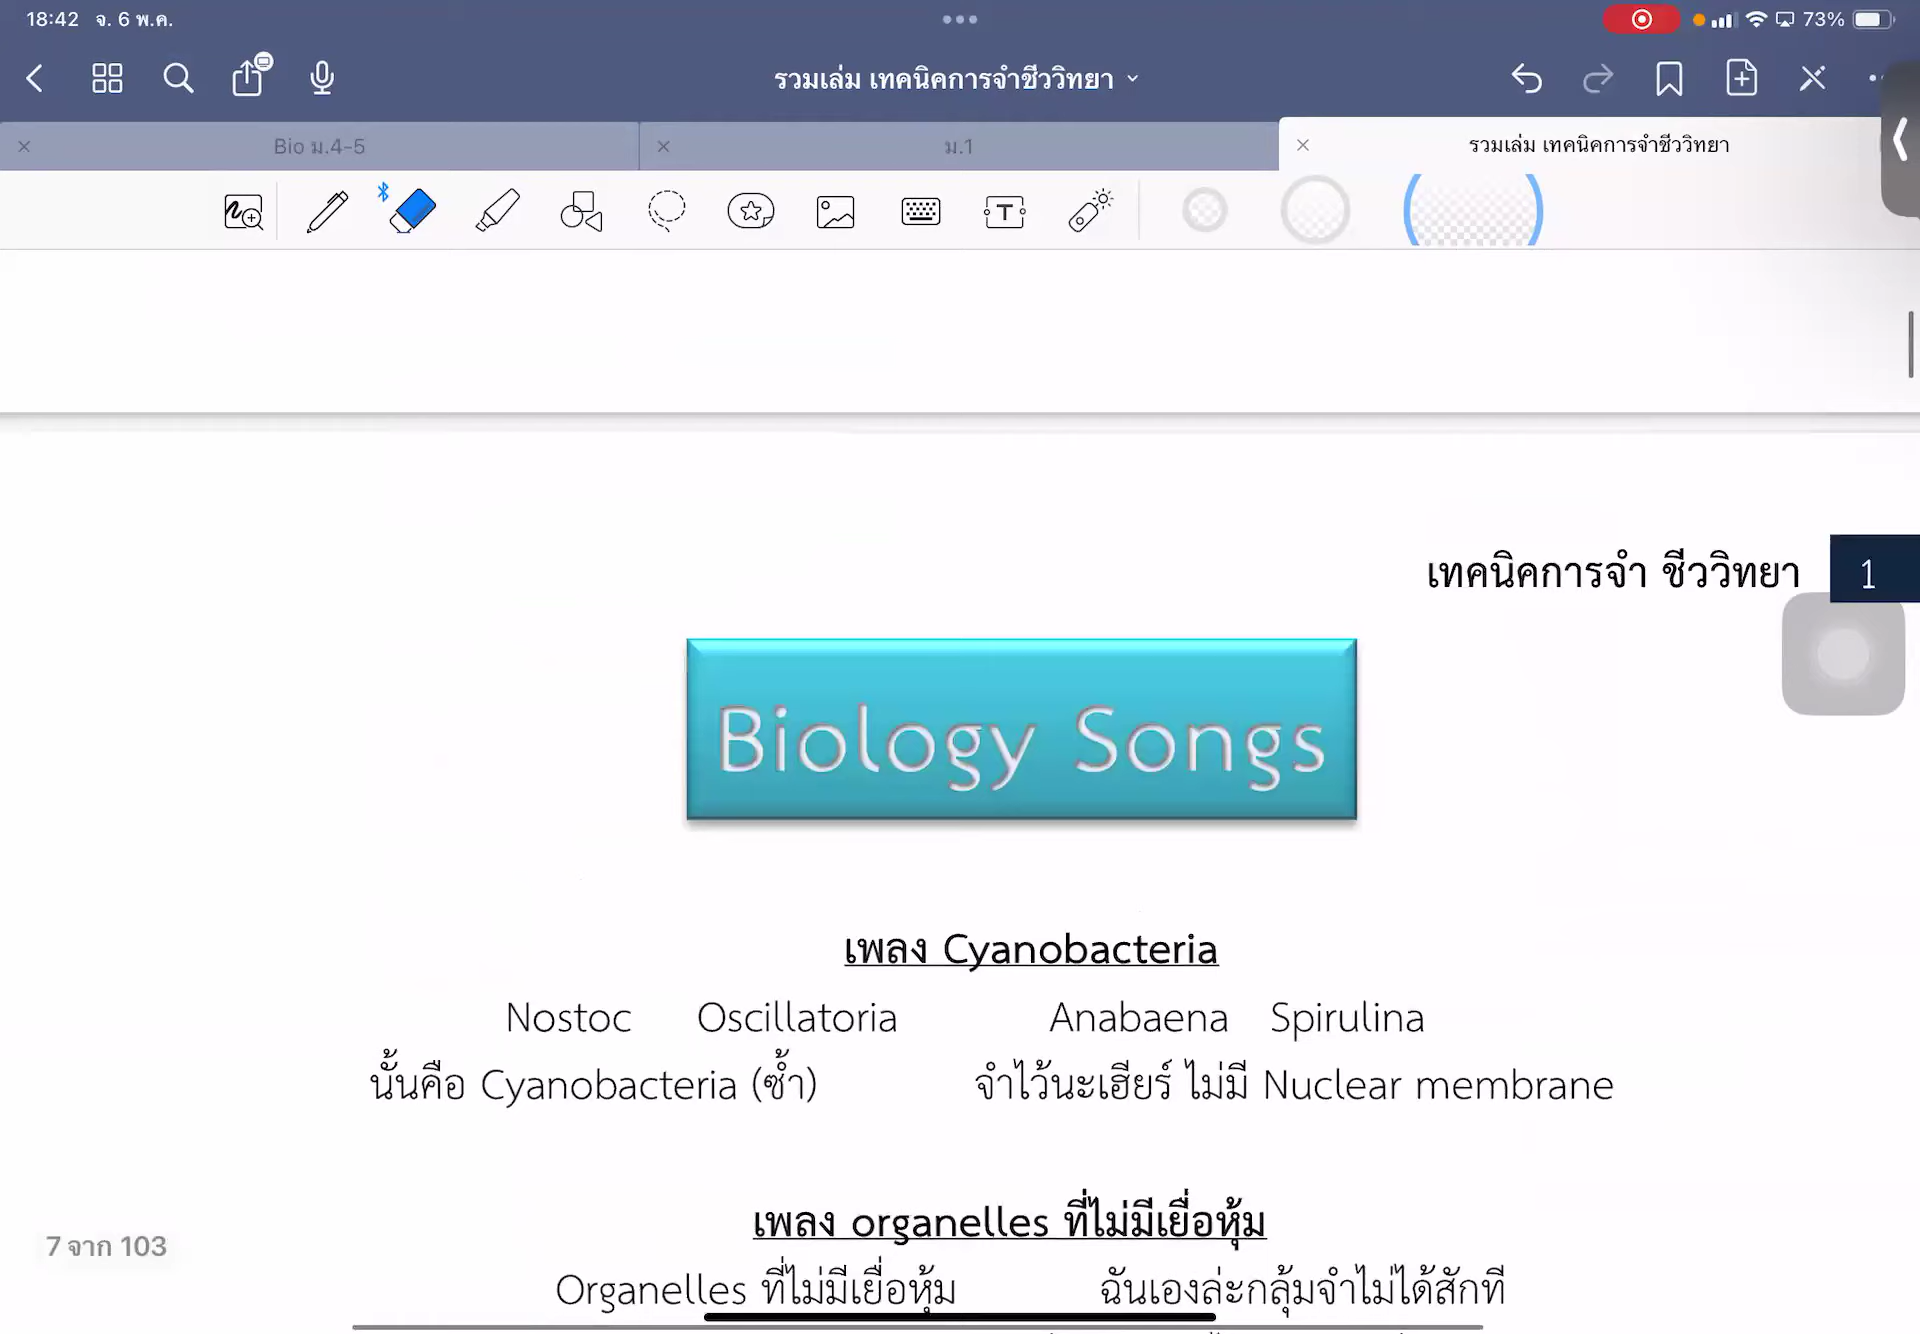 18:42 จ. 6 พ.ค.
73%
รวมเล่ม เทคนิคการจำชีววิทยา
Bio ม.4-5
ม.1
รวมเล่ม เทคนิคการจำชีววิทยา
เทคนิคการจำ ชีววิทยา 1
Biology Songs
เพลง Cyanobacteria
Nostoc Oscillatoria Anabaena Spirulina
นั้นคือ Cyanobacteria (ซ้ำ) จำไว้นะเฮียร์ ไม่มี Nuclear membrane
เพลง organelles ที่ไม่มีเยื่อหุ้ม
7 จาก 103
Organelles ที่ไม่มีเยื่อหุ้ม ฉันเองล่ะกลุ้มจำไม่ได้สักที